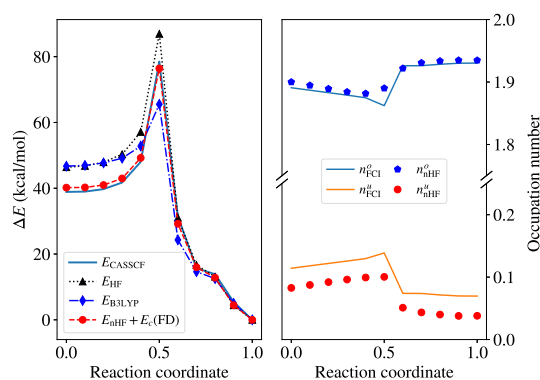 ΔE (kcal/mol)
80
60
40
20
0
E_CASSCF
E_HF
E_B3LYP
E_nHF + E_c(FD)
0.0 0.5 1.0
Reaction coordinate
2.0
1.9
1.8
n^o_FCI n^o_nHF
n^u_FCI n^u_nHF
0.2
0.1
0.0
Occupation number
0.0 0.5 1.0
Reaction coordinate